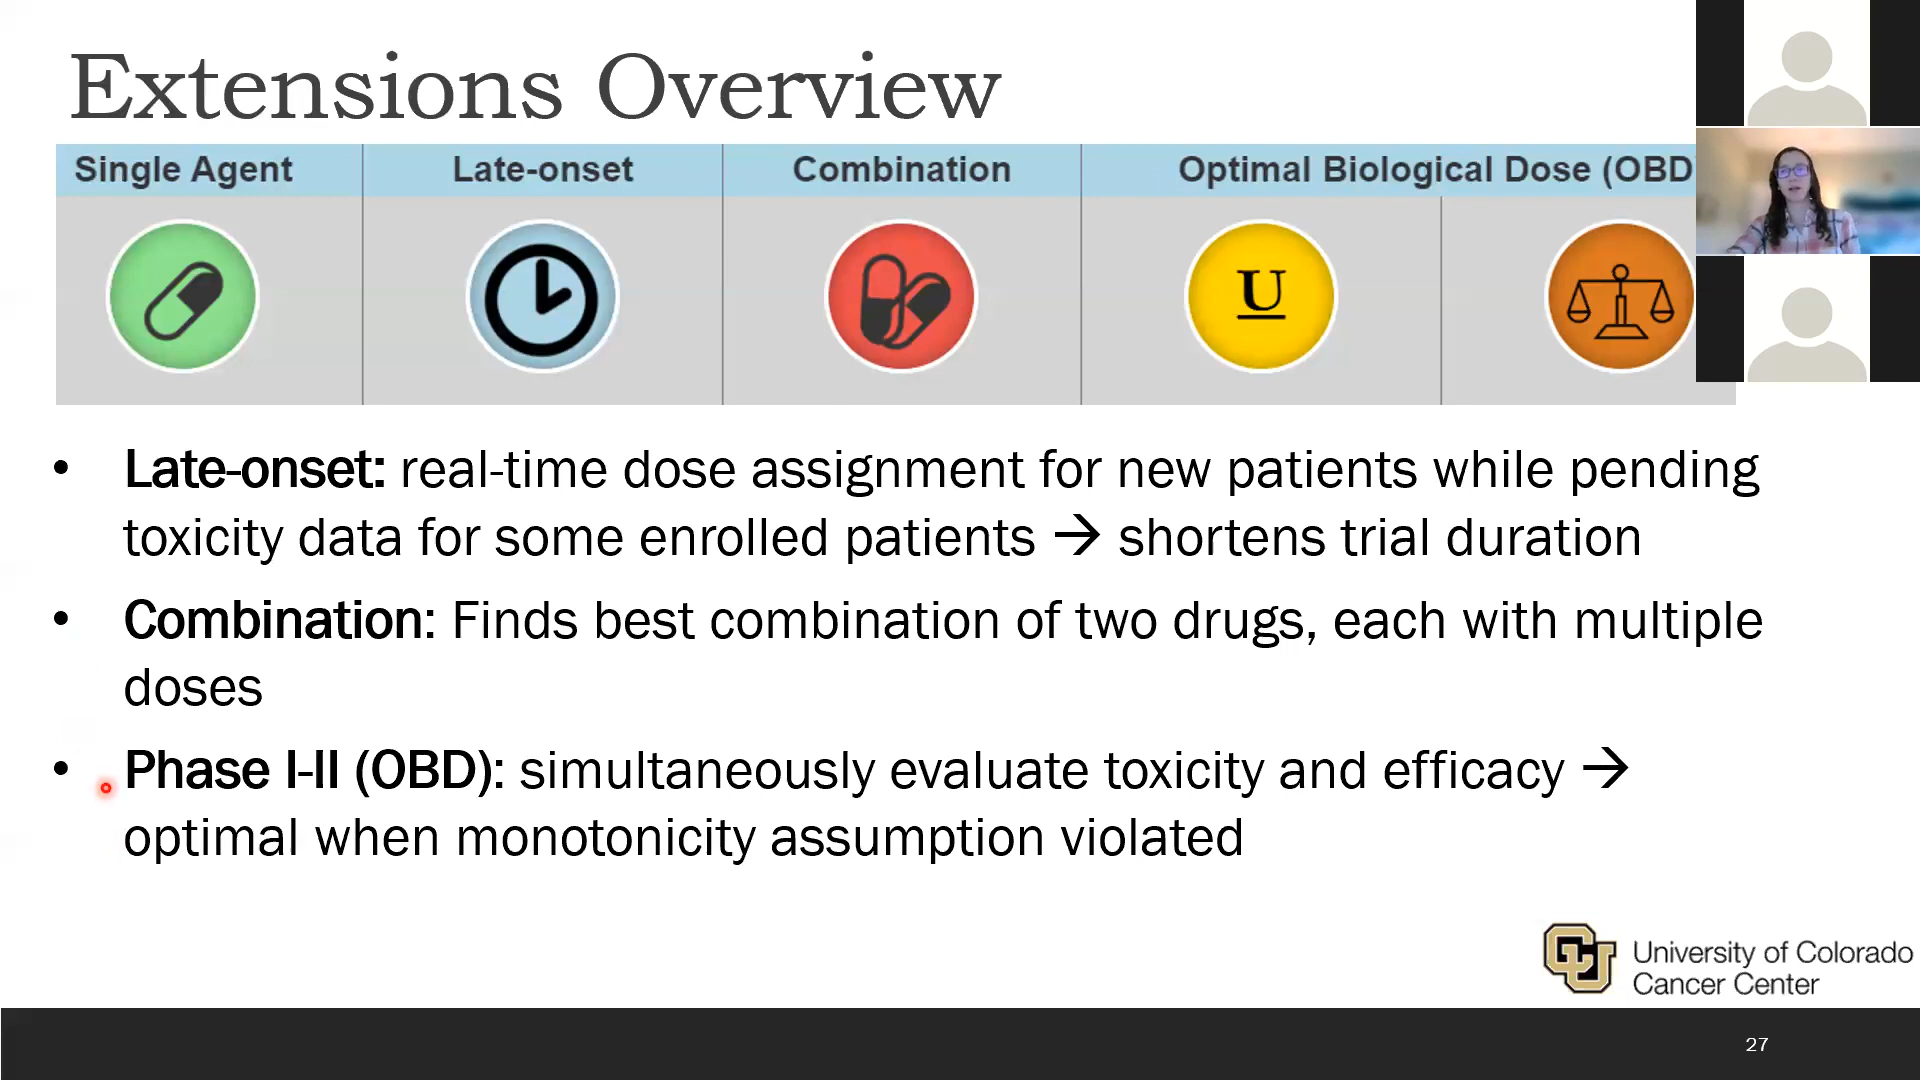 Extensions Overview
Single Agent
Late-onset
Combination
Optimal Biological Dose (OBD
U
• Late-onset: real-time dose assignment for new patients while pending
toxicity data for some enrolled patients → shortens trial duration
• Combination: Finds best combination of two drugs, each with multiple
doses
• Phase I-II (OBD): simultaneously evaluate toxicity and efficacy →
optimal when monotonicity assumption violated
CU
University of Colorado
Cancer Center
27